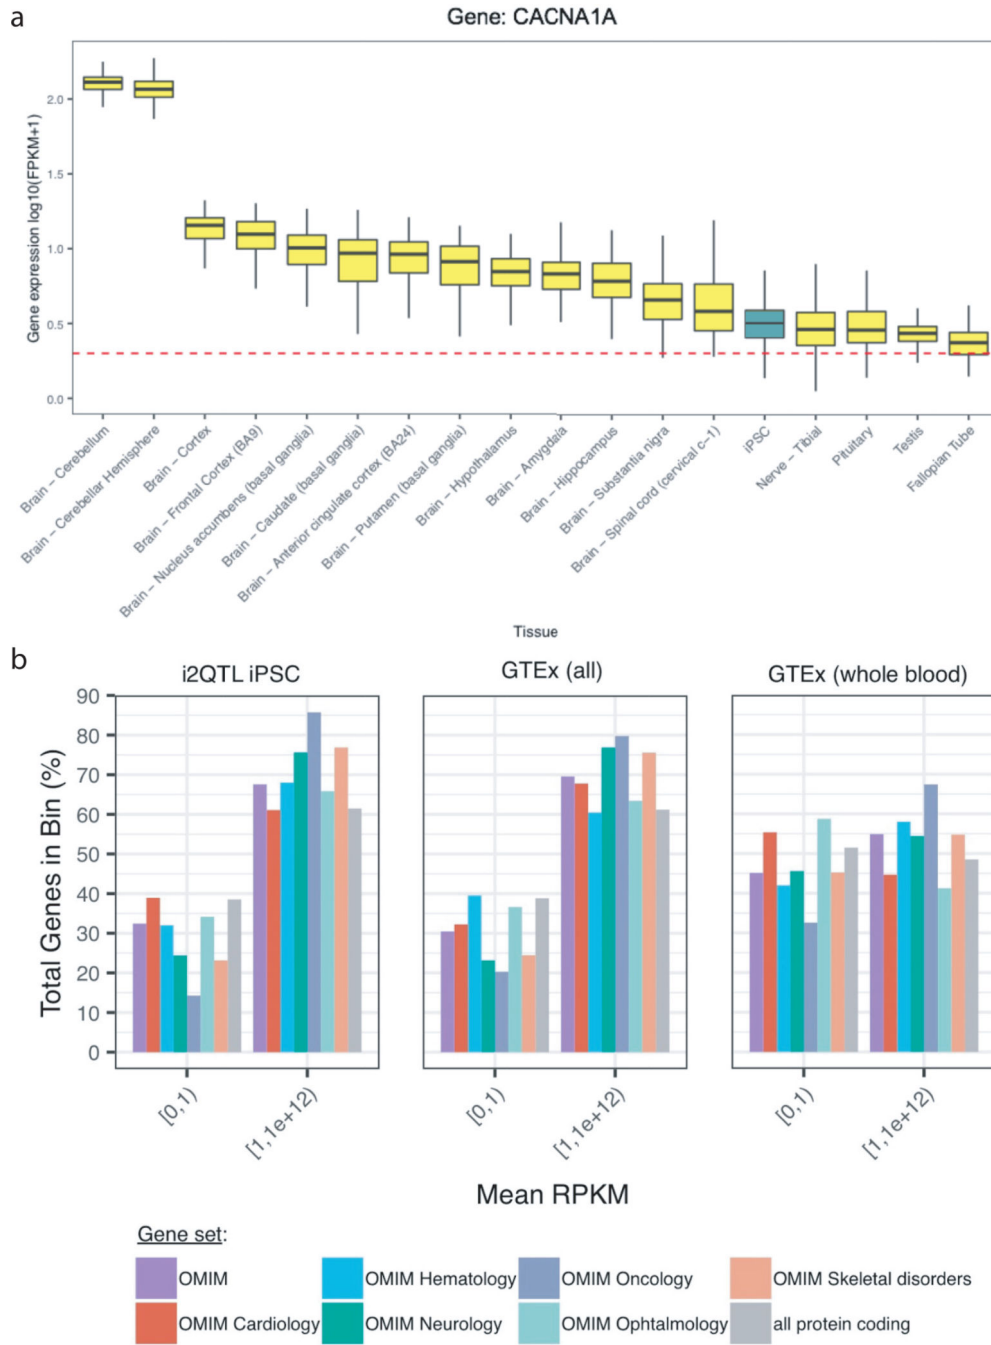 a
Gene: CACNA1A
Gene expression log10(FPKM+1)
2.0
1.5
1.0
0.5
0.0
Brain – Cerebellum
Brain – Cerebellar Hemisphere
Brain – Cortex
Brain – Frontal Cortex (BA9)
Brain – Nucleus accumbens (basal ganglia)
Brain – Caudate (basal ganglia)
Brain – Anterior cingulate cortex (BA24)
Brain – Putamen (basal ganglia)
Brain – Hypothalamus
Brain – Amygdala
Brain – Hippocampus
Brain – Substantia nigra
Brain – Spinal cord (cervical c–1)
iPSC
Nerve – Tibial
Pituitary
Testis
Fallopian Tube
Tissue
b
i2QTL iPSC
GTEx (all)
GTEx (whole blood)
Total Genes in Bin (%)
90
80
70
60
50
40
30
20
10
0
[0,1)
[1,1e+12)
[0,1)
[1,1e+12)
[0,1)
[1,1e+12)
Mean RPKM
Gene set:
OMIM
OMIM Hematology
OMIM Oncology
OMIM Skeletal disorders
OMIM Cardiology
OMIM Neurology
OMIM Ophtalmology
all protein coding